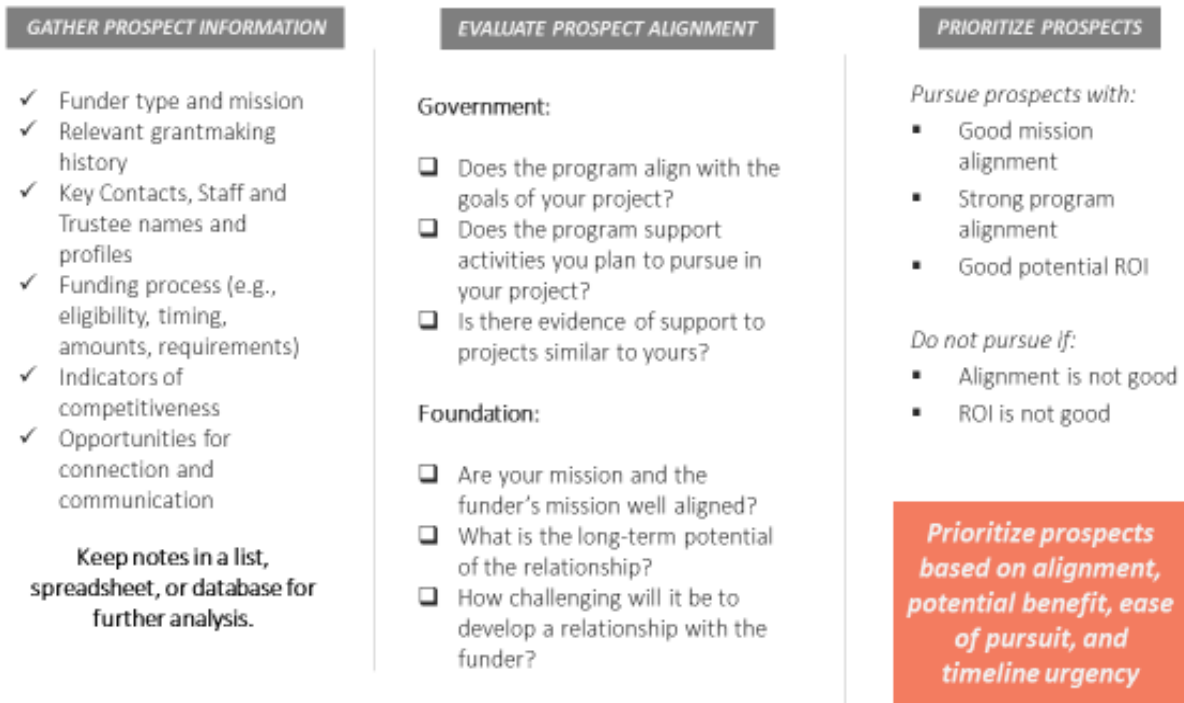 GATHER PROSPECT INFORMATION
✓ Funder type and mission
✓ Relevant grantmaking
history
✓ Key Contacts, Staff and
Trustee names and
profiles
✓ Funding process (e.g.,
eligibility, timing,
amounts, requirements)
✓ Indicators of
competitiveness
✓ Opportunities for
connection and
communication
Keep notes in a list,
spreadsheet, or database for
further analysis.
EVALUATE PROSPECT ALIGNMENT
Government:
❑ Does the program align with the
goals of your project?
❑ Does the program support
activities you plan to pursue in
your project?
❑ Is there evidence of support to
projects similar to yours?
Foundation:
❑ Are your mission and the
funder's mission well aligned?
❑ What is the long-term potential
of the relationship?
❑ How challenging will it be to
develop a relationship with the
funder?
PRIORITIZE PROSPECTS
Pursue prospects with:
▪ Good mission
alignment
▪ Strong program
alignment
▪ Good potential ROI
Do not pursue if:
▪ Alignment is not good
▪ ROI is not good
Prioritize prospects
based on alignment,
potential benefit, ease
of pursuit, and
timeline urgency